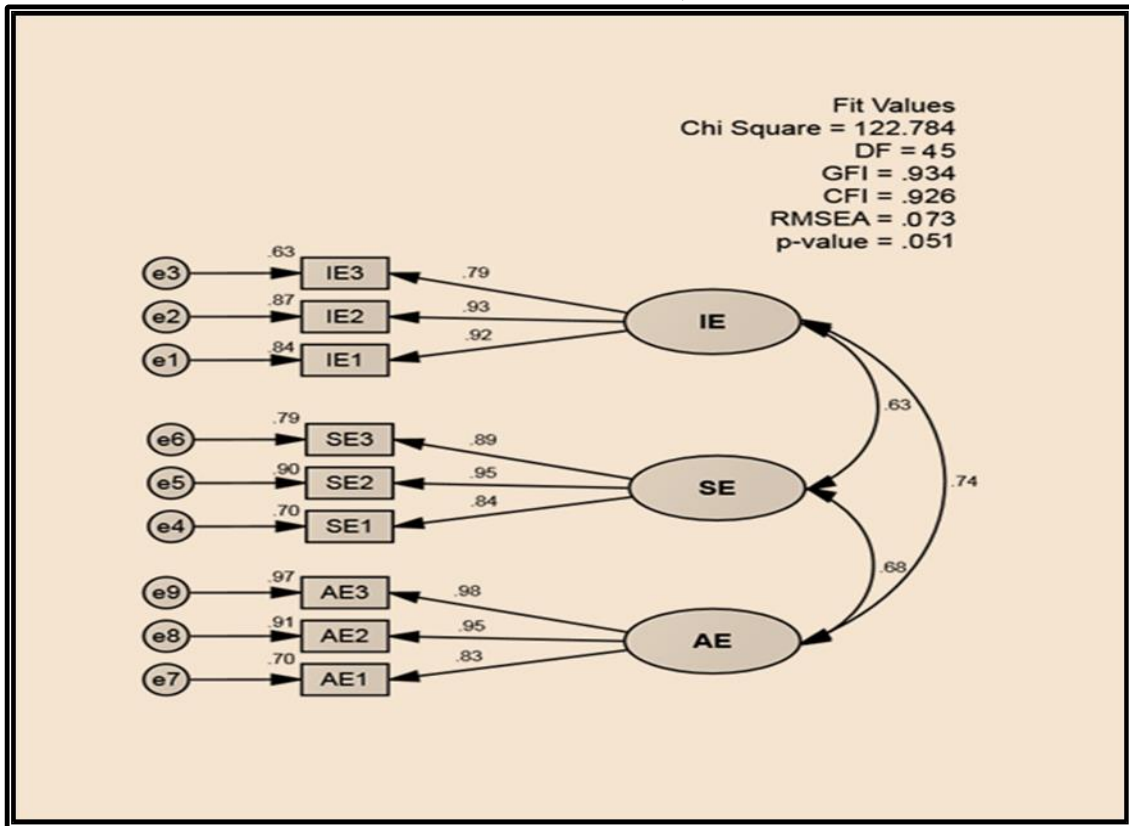 Fit Values
Chi Square = 122.784
DF = 45
GFI = .934
CFI = .926
RMSEA = .073
p-value = .051
.63
e3
IE3
.79
.87
e2
IE2
.93
IE
.84
e1
IE1
.92
.63
.79
e6
SE3
.89
.90
e5
SE2
.95
SE
.74
.70
e4
SE1
.84
.68
.97
e9
AE3
.98
.91
e8
AE2
.95
AE
.70
e7
AE1
.83